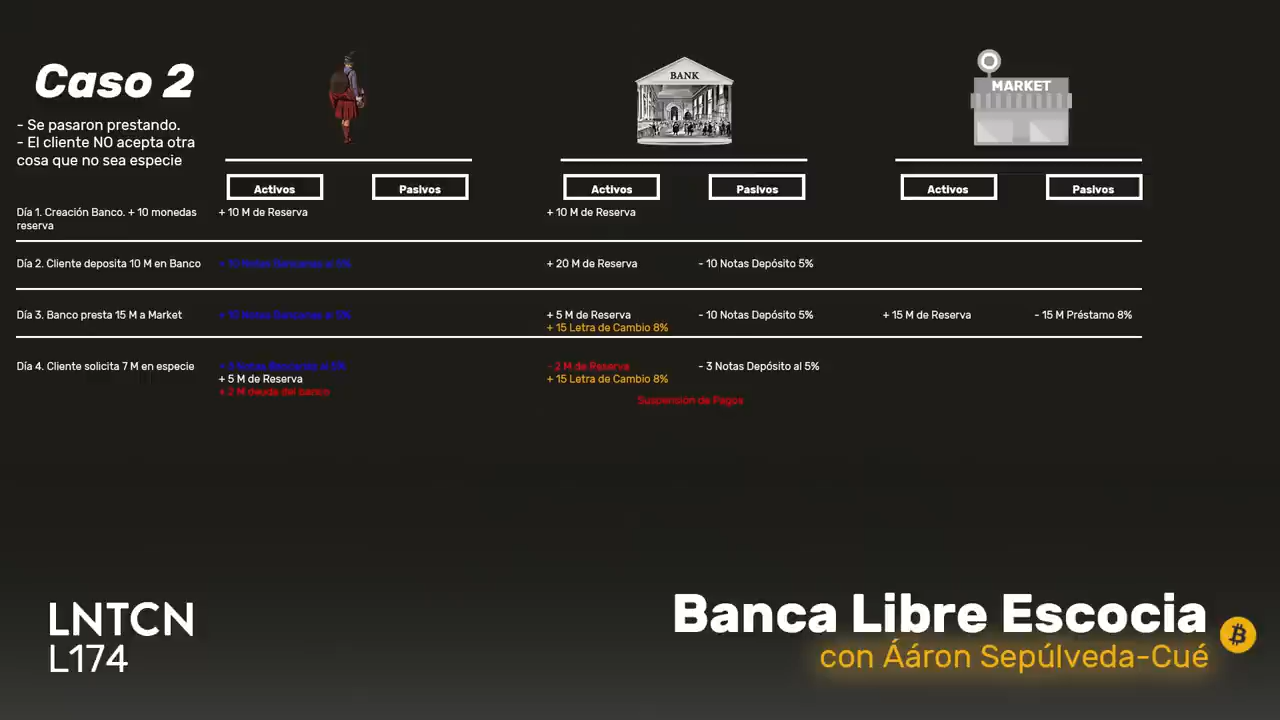 Caso 2
- Se pasaron prestando.
- El cliente NO acepta otra
cosa que no sea especie
BANK
MARKET
Activos
Pasivos
Activos
Pasivos
Activos
Pasivos
Día 1. Creación Banco. + 10 monedas
reserva
+ 10 M de Reserva
+ 10 M de Reserva
Día 2. Cliente deposita 10 M en Banco
+ 10 Notas Bancarias al 5%
+ 20 M de Reserva
- 10 Notas Depósito 5%
Día 3. Banco presta 15 M a Market
+ 10 Notas Bancarias al 5%
+ 5 M de Reserva
+ 15 Letra de Cambio 8%
- 10 Notas Depósito 5%
+ 15 M de Reserva
- 15 M Préstamo 8%
Día 4. Cliente solicita 7 M en especie
+ 3 Notas Bancarias al 5%
+ 5 M de Reserva
+ 2 M deuda del banco
- 2 M de Reserva
+ 15 Letra de Cambio 8%
- 3 Notas Depósito al 5%
Suspensión de Pagos
LNTCN
L174
Banca Libre Escocia
con Ááron Sepúlveda-Cué